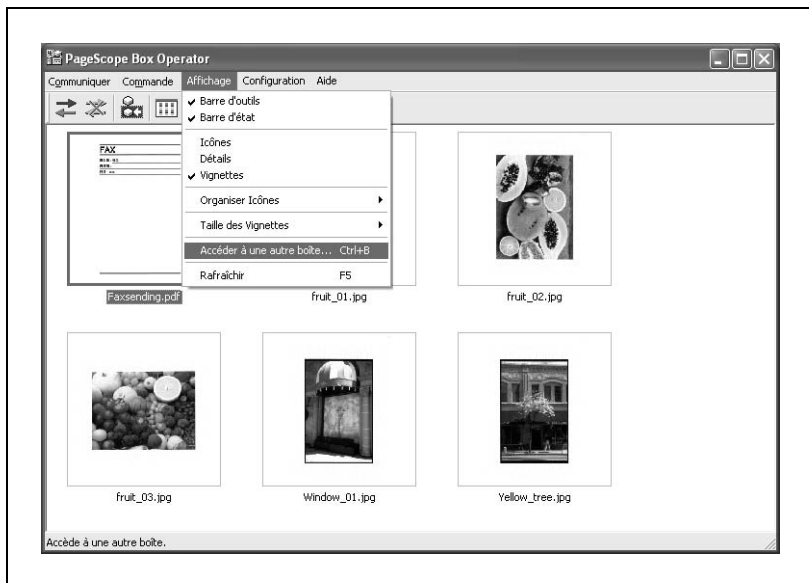 PageScope Box Operator
Communiquer Commande Affichage Configuration Aide
Barre d'outils
Barre d'état
Icônes
Détails
Vignettes
Organiser Icônes
Taille des Vignettes
Accéder à une autre boîte... Ctrl+B
Rafraîchir F5
FAX
Faxsending.pdf
fruit_01.jpg
fruit_02.jpg
fruit_03.jpg
Window_01.jpg
Yellow_tree.jpg
Accède à une autre boîte.